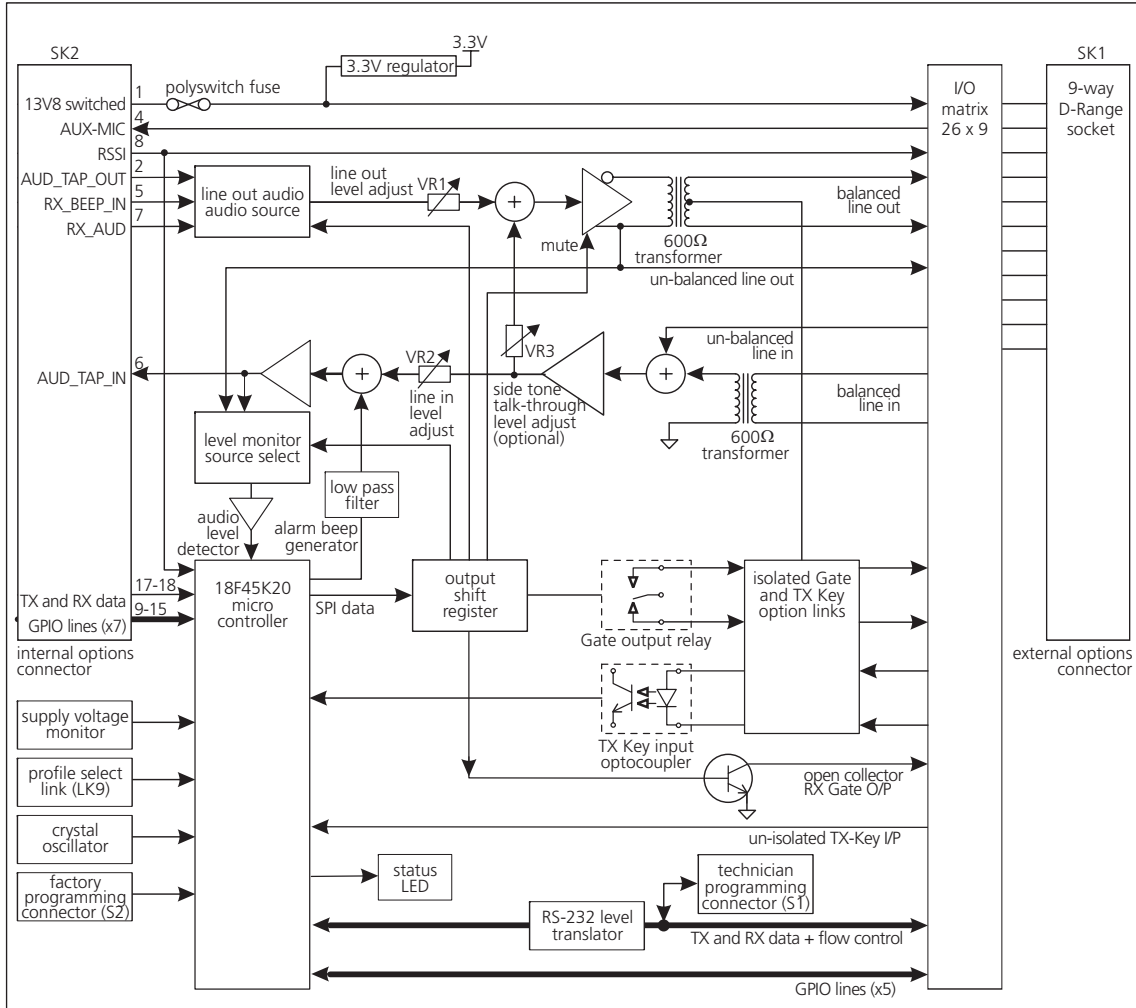 SK2
3.3V
3.3V regulator
SK1
polyswitch fuse
13V8 switched
1
AUX-MIC
4
RSSI
8
AUD_TAP_OUT
2
RX_BEEP_IN
5
RX_AUD
7
line out audio
audio source
line out
level adjust
VR1
+
mute
600Ω
transformer
balanced
line out
un-balanced line out
I/O
matrix
26 x 9
9-way
D-Range
socket
AUD_TAP_IN
6
+
VR2
line in
level
adjust
VR3
side tone
talk-through
level adjust
(optional)
+
un-balanced
line in
balanced
line in
600Ω
transformer
level monitor
source select
low pass
filter
audio
level
detector
alarm beep
generator
17-18
TX and RX data
9-15
GPIO lines (x7)
internal options
connector
18F45K20
micro
controller
SPI data
output
shift
register
Gate output relay
isolated Gate
and TX Key
option links
external options
connector
TX Key input
optocoupler
supply voltage
monitor
profile select
link (LK9)
crystal
oscillator
factory
programming
connector (S2)
open collector
RX Gate O/P
un-isolated TX-Key I/P
status
LED
technician
programming
connector (S1)
RS-232 level
translator
TX and RX data + flow control
GPIO lines (x5)